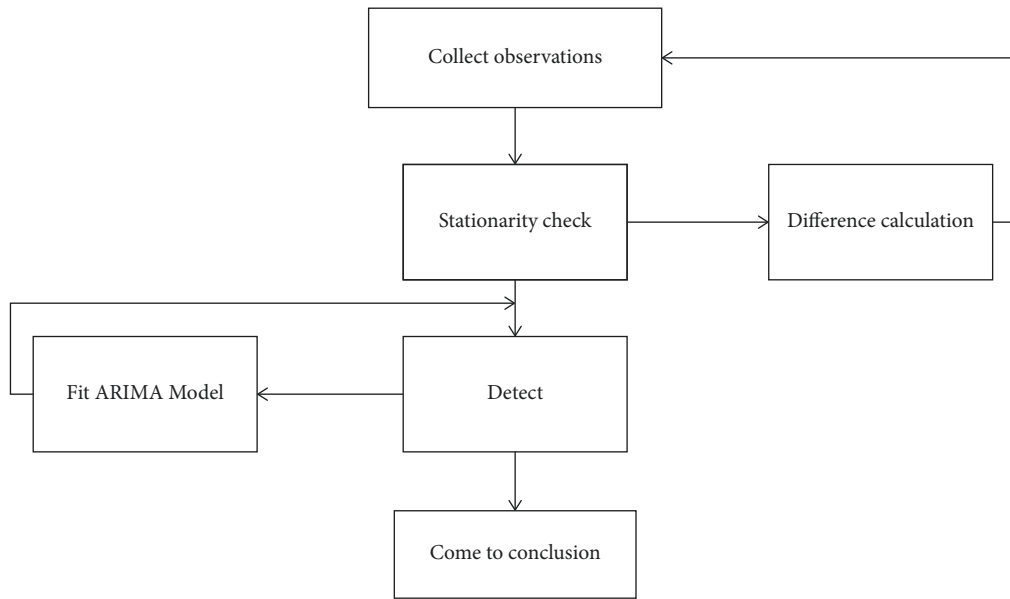 Collect observations
Stationarity check
Difference calculation
Fit ARIMA Model
Detect
Come to conclusion